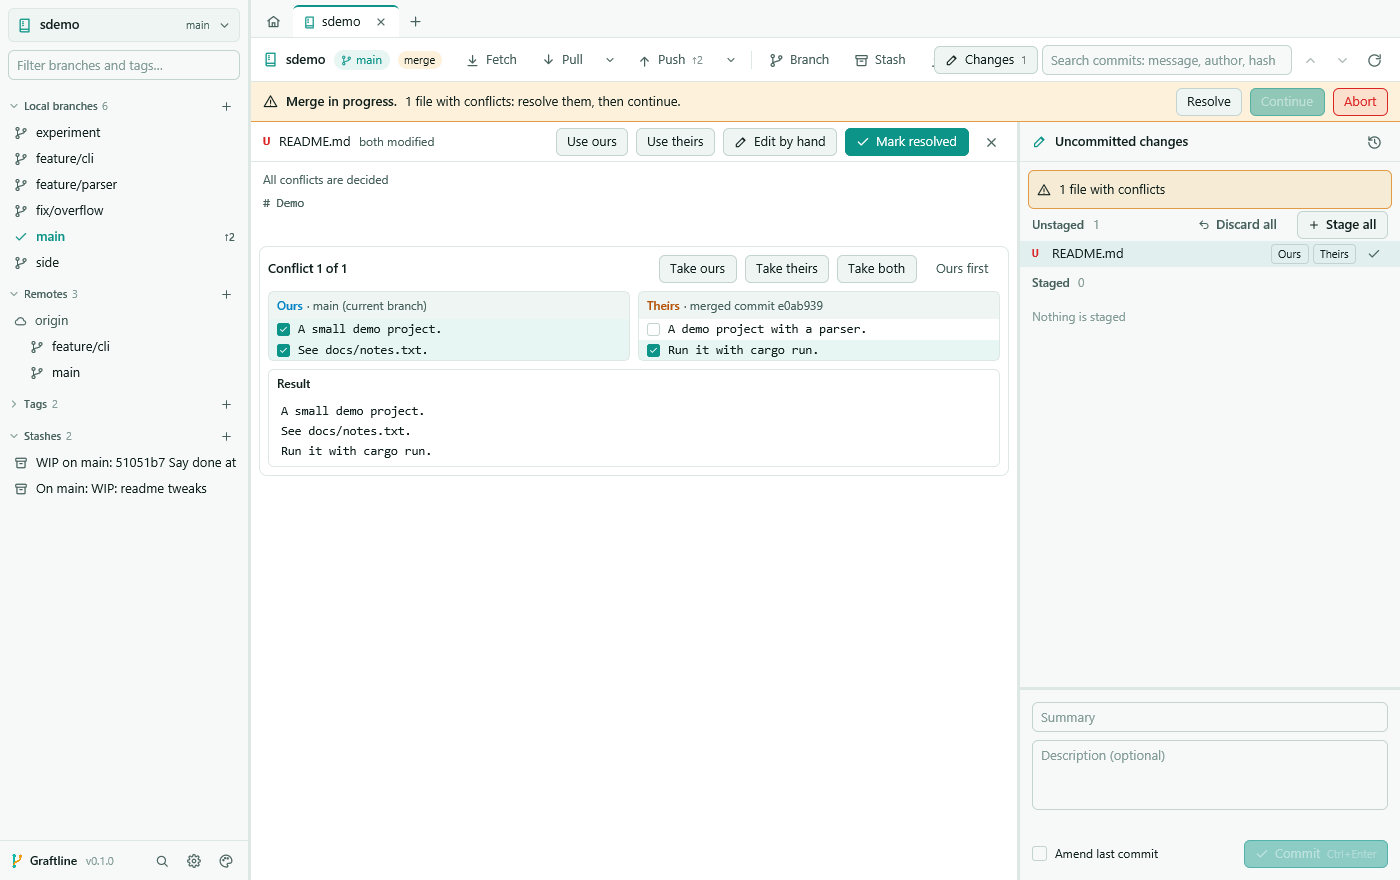 sdemo
main
Filter branches and tags...
Local branches 6
experiment
feature/cli
feature/parser
fix/overflow
main ↑2
side
Remotes 3
origin
feature/cli
main
Tags 2
Stashes 2
WIP on main: 51051b7 Say done at
On main: WIP: readme tweaks
Graftline v0.1.0
sdemo
sdemo main merge Fetch Pull Push ↑2 Branch Stash Changes 1 Search commits: message, author, hash
Merge in progress. 1 file with conflicts: resolve them, then continue. Resolve Continue Abort
U README.md both modified Use ours Use theirs Edit by hand Mark resolved
All conflicts are decided
# Demo
Conflict 1 of 1 Take ours Take theirs Take both Ours first
Ours · main (current branch)
A small demo project.
See docs/notes.txt.
Theirs · merged commit e0ab939
A demo project with a parser.
Run it with cargo run.
Result
A small demo project.
See docs/notes.txt.
Run it with cargo run.
Uncommitted changes
1 file with conflicts
Unstaged 1 Discard all Stage all
U README.md Ours Theirs
Staged 0
Nothing is staged
Summary
Description (optional)
Amend last commit Commit Ctrl+Enter